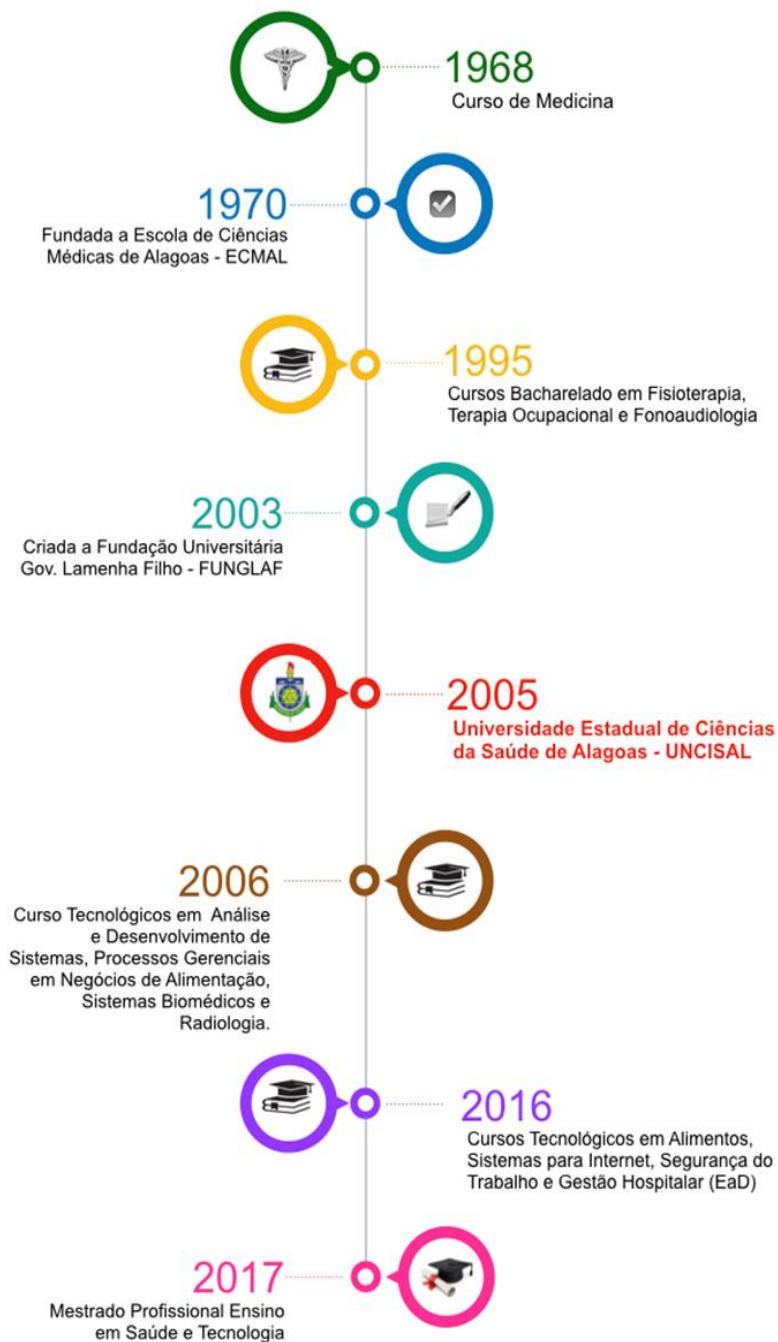 1968
Curso de Medicina
1970
Fundada a Escola de Ciências
Médicas de Alagoas - ECMAL
1995
Cursos Bacharelado em Fisioterapia,
Terapia Ocupacional e Fonoaudiologia
2003
Criada a Fundação Universitária
Gov. Lamenha Filho - FUNGLAF
2005
Universidade Estadual de Ciências
da Saúde de Alagoas - UNCISAL
2006
Curso Tecnológicos em Análise
e Desenvolvimento de
Sistemas, Processos Gerenciais
em Negócios de Alimentação,
Sistemas Biomédicos e
Radiologia.
2016
Cursos Tecnológicos em Alimentos,
Sistemas para Internet, Segurança do
Trabalho e Gestão Hospitalar (EaD)
2017
Mestrado Profissional Ensino
em Saúde e Tecnologia